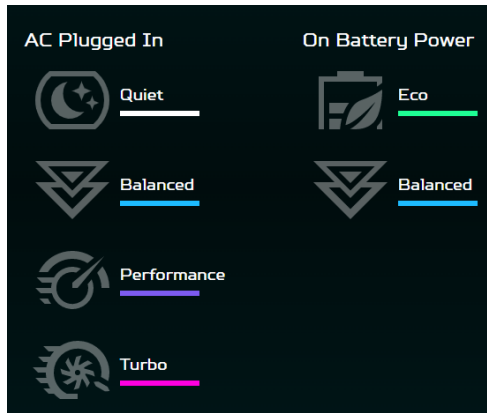 AC Plugged In
On Battery Power
Quiet
Eco
Balanced
Balanced
Performance
Turbo